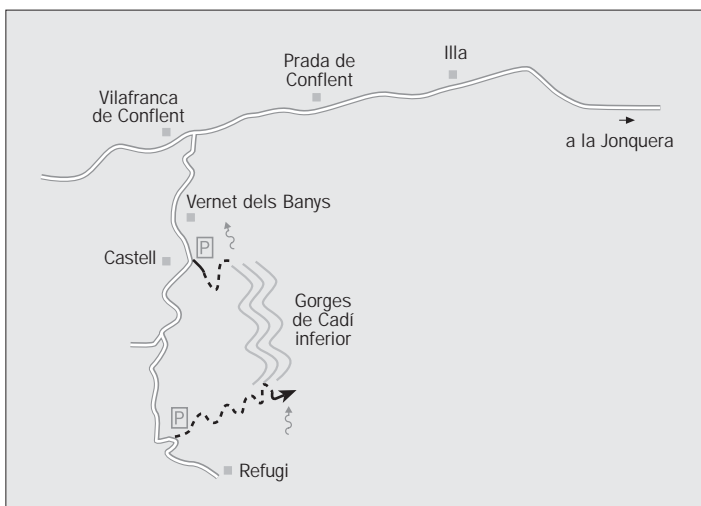 Illa
Prada de
Conflent
Vilafranca
de Conflent
a la Jonquera
Vernet dels Banys
P
Castell
Gorges
de Cadí
inferior
P
Refugi